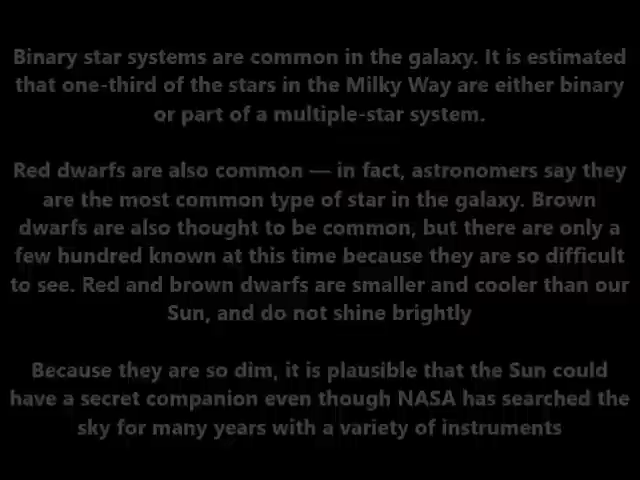 Binary star systems are common in the galaxy. It is estimated
that one-third of the stars in the Milky Way are either binary
or part of a multiple-star system.
Red dwarfs are also common — in fact, astronomers say they
are the most common type of star in the galaxy. Brown
dwarfs are also thought to be common, but there are only a
few hundred known at this time because they are so difficult
to see. Red and brown dwarfs are smaller and cooler than our
Sun, and do not shine brightly
Because they are so dim, it is plausible that the Sun could
have a secret companion even though NASA has searched the
sky for many years with a variety of instruments